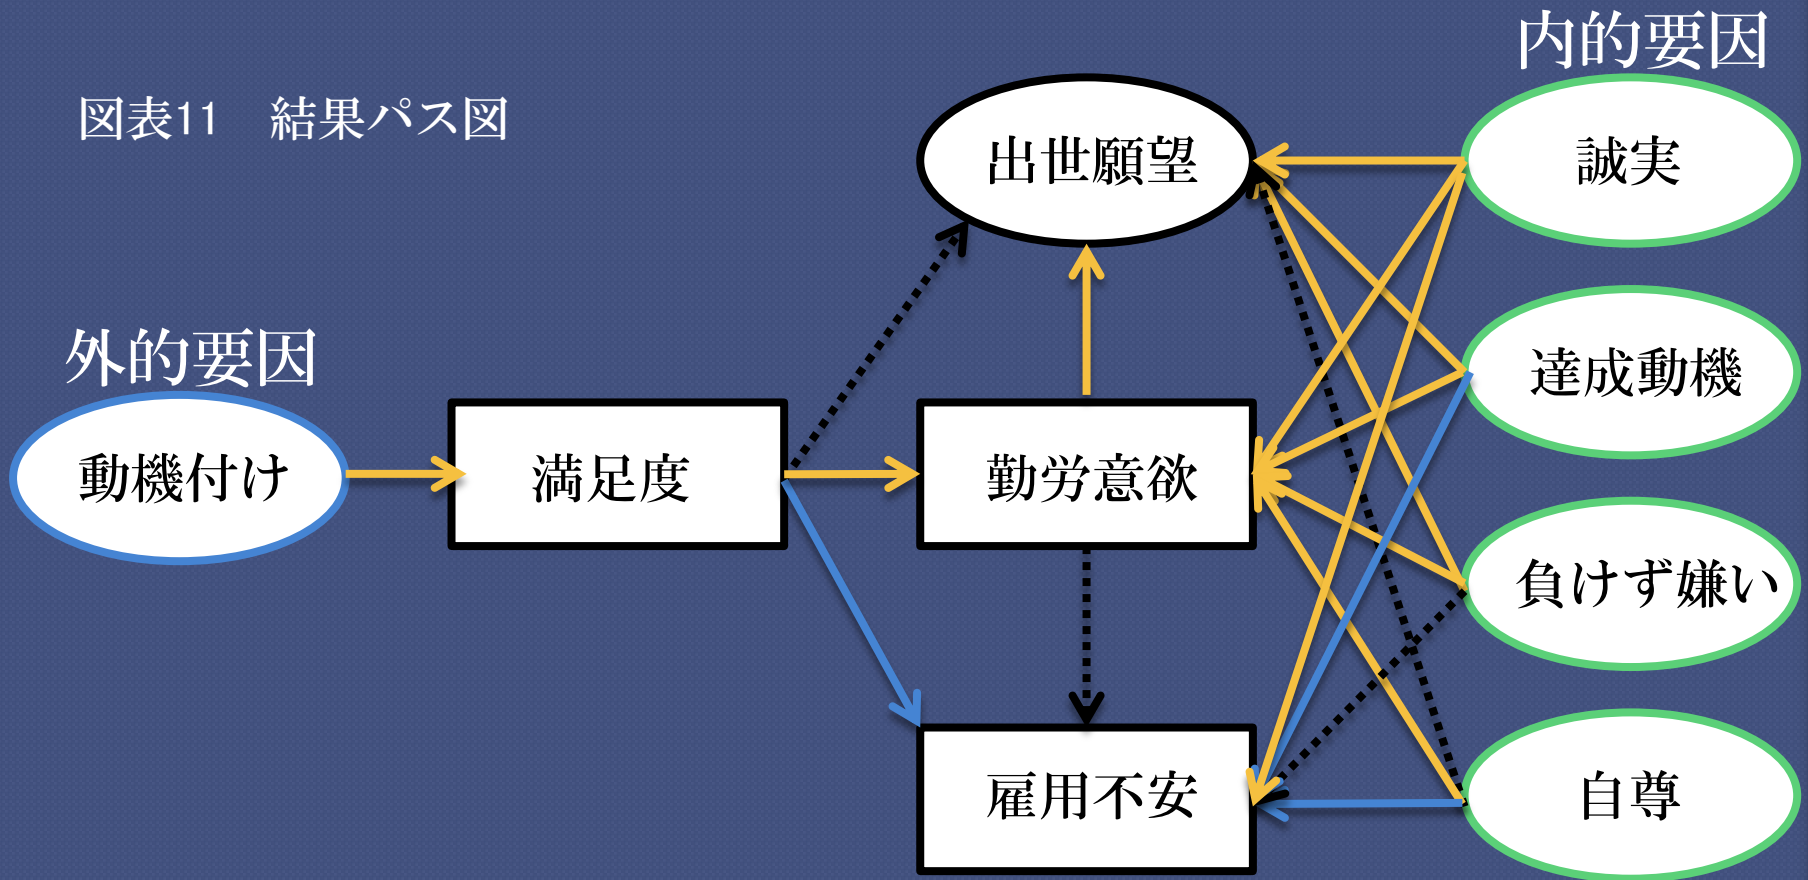 内的要因
図表11　結果パス図
出世願望
誠実
外的要因
達成動機
動機付け
満足度
勤労意欲
負けず嫌い
雇用不安
自尊